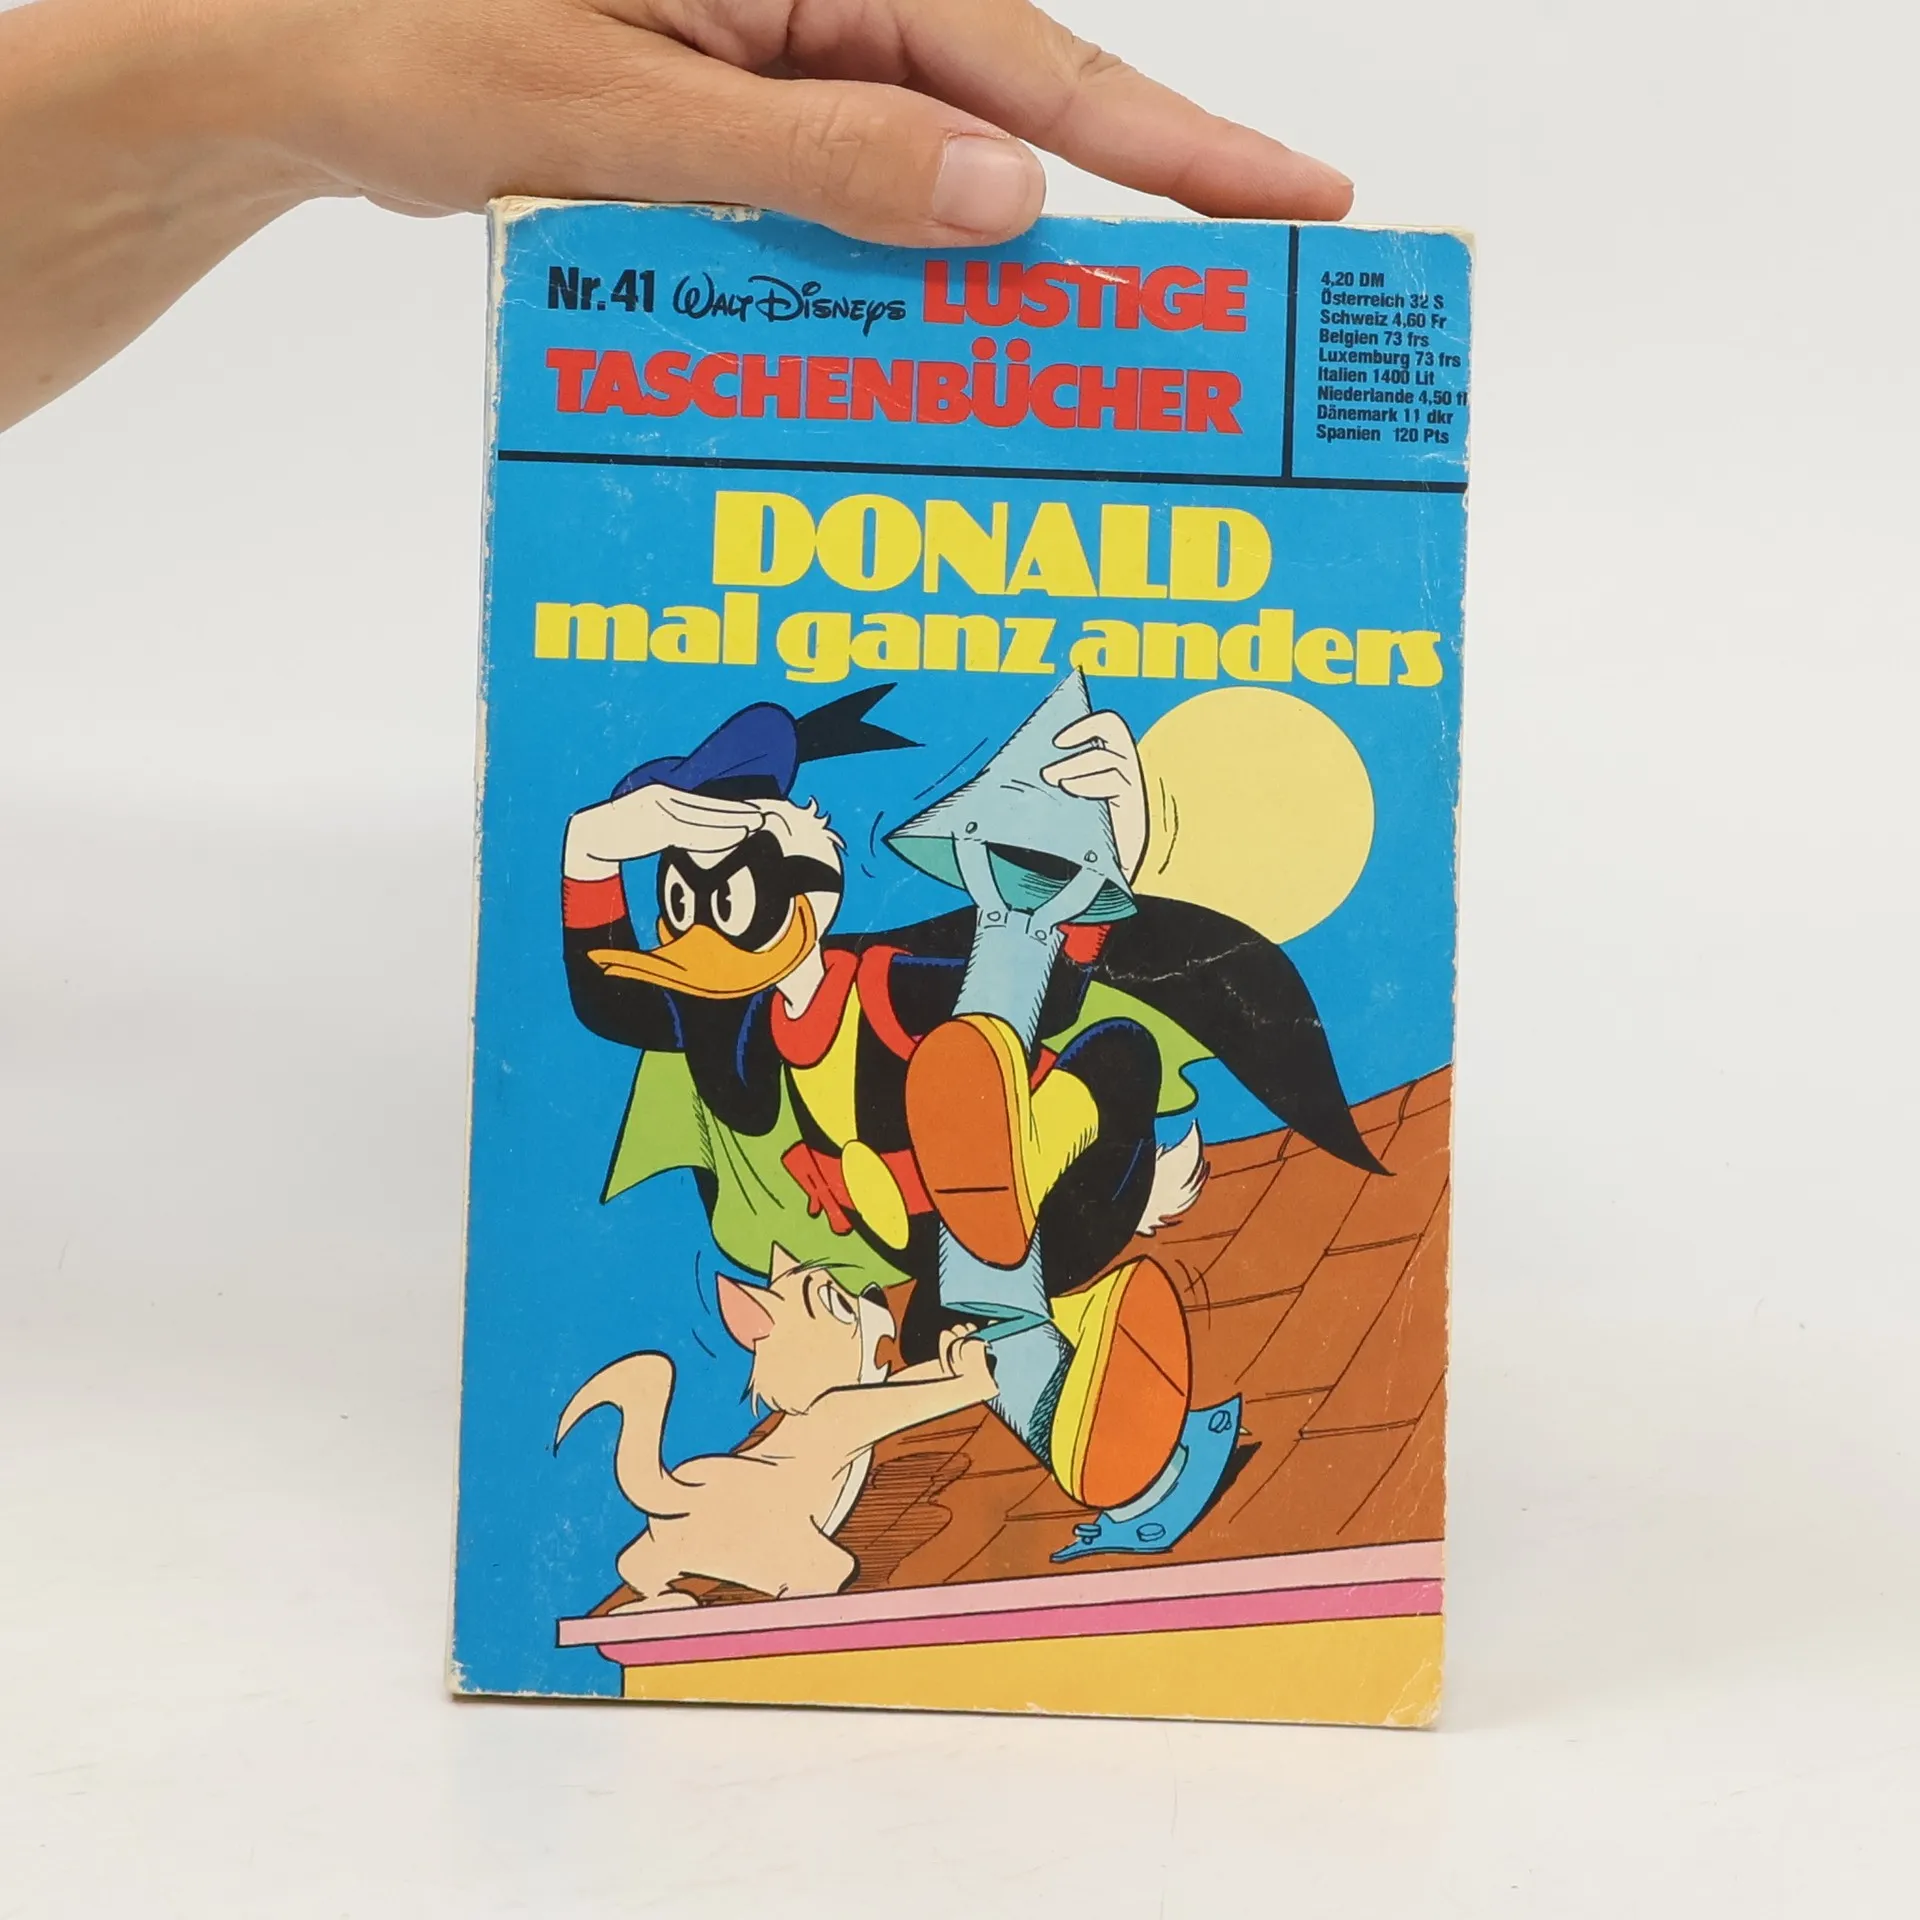 Nr.41 Walt Disneys LUSTIGE
TASCHENBÜCHER
4,20 DM
Österreich 32 S
Schweiz 4,60 Fr
Belgien 73 frs
Luxemburg 73 frs
Italien 1400 Lit
Niederlande 4,50 fl
Dänemark 11 dkr
Spanien 120 Pts
DONALD
mal ganz anders